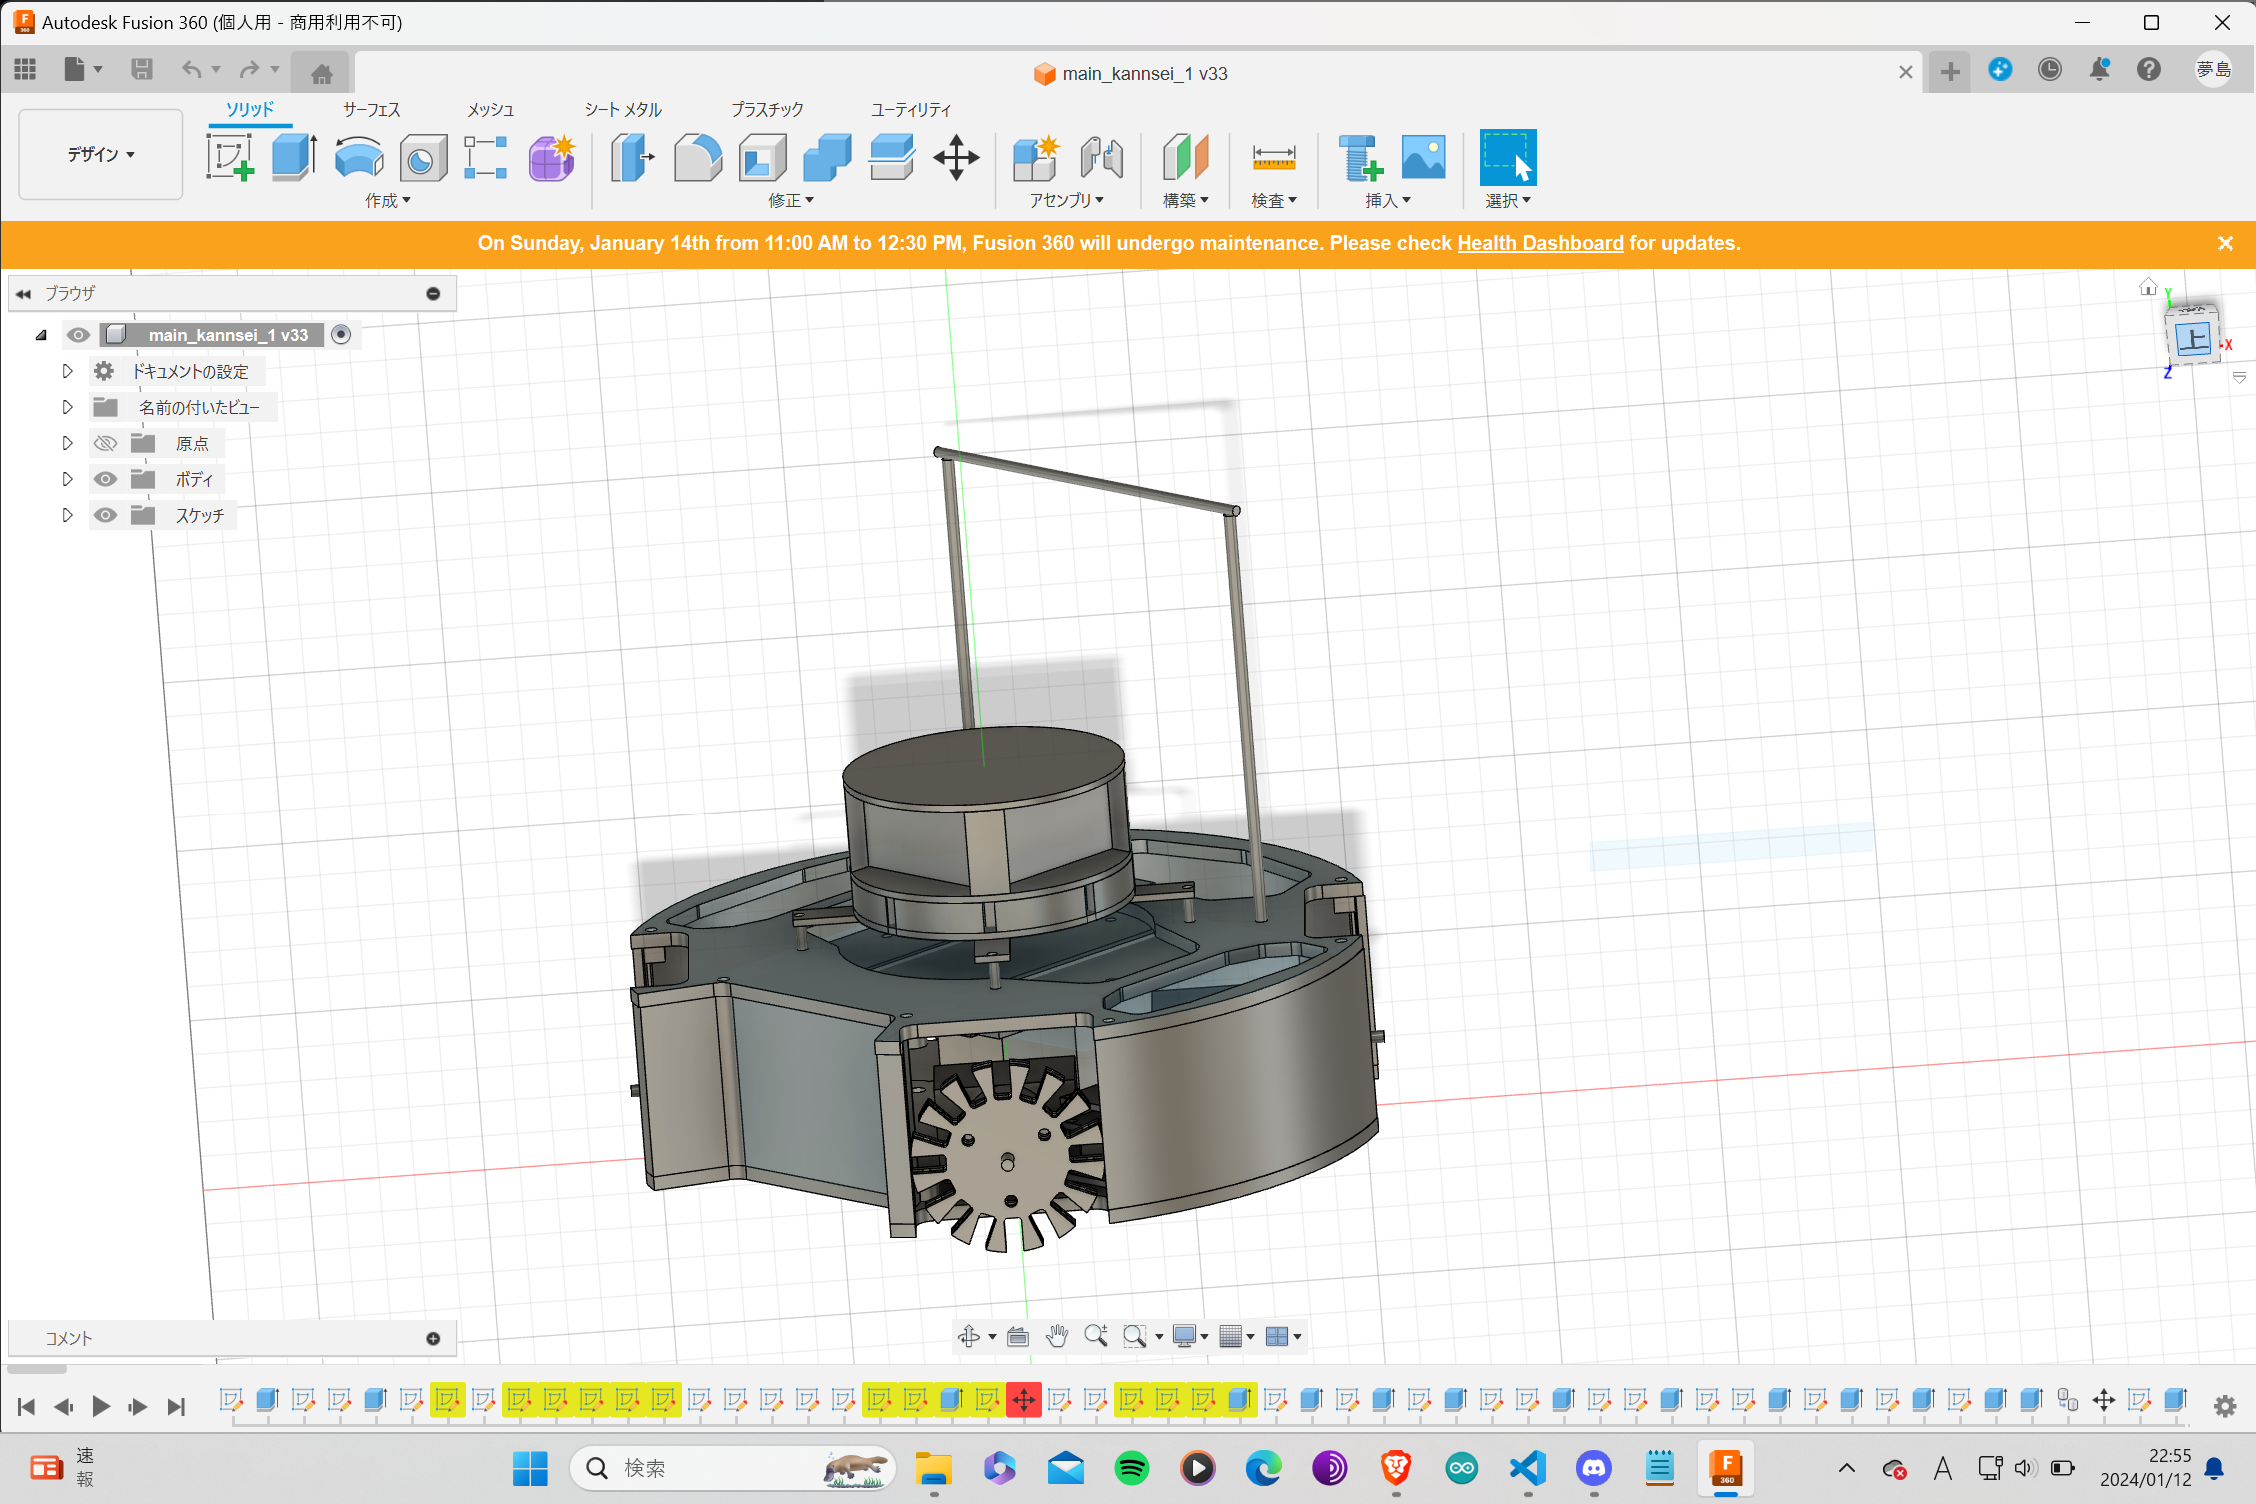 Autodesk Fusion 360 (個人用 - 商用利用不可)
main_kannsei_1 v33
夢島
デザイン
ソリッド サーフェス メッシュ シート メタル プラスチック ユーティリティ
作成 修正 アセンブリ 構築 検査 挿入 選択
On Sunday, January 14th from 11:00 AM to 12:30 PM, Fusion 360 will undergo maintenance. Please check Health Dashboard for updates.
ブラウザ
main_kannsei_1 v33
ドキュメントの設定
名前の付いたビュー
原点
ボディ
スケッチ
Y
上
X
Z
コメント
速報
検索
F
360
A
22:55
2024/01/12